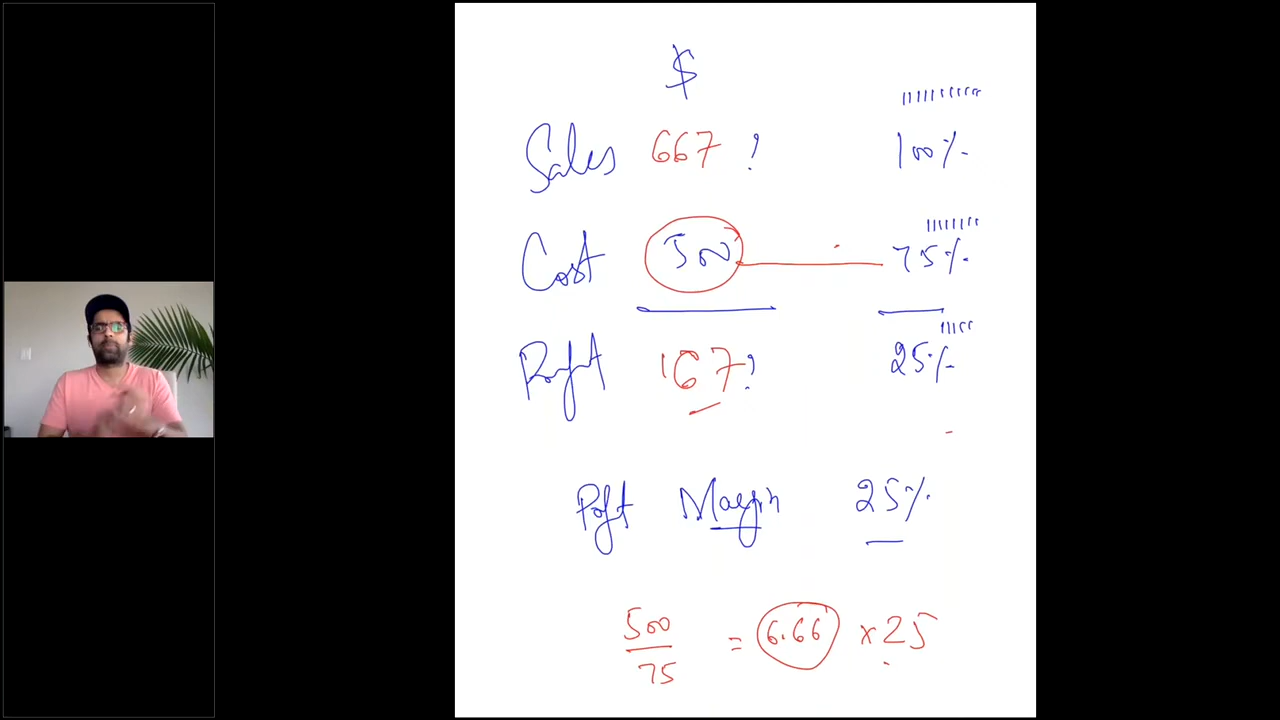 $
Sales 667 ? 100%
Cost 500 75%
Profit 167? 25%
Profit Margin 25%
500
75
= 6.66 x 25